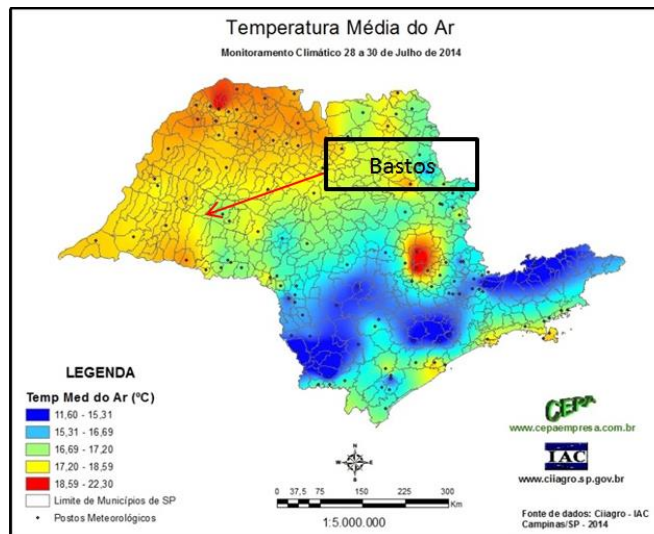 Temperatura Média do Ar
Monitoramento Climático 28 a 30 de Julho de 2014
Bastos
LEGENDA
Temp Med do Ar (ºC)
11,60 - 15,31
15,31 - 16,69
16,69 - 17,20
17,20 - 18,59
18,59 - 22,30
Limite de Municípios de SP
Postos Meteorológicos
N
W E
S
0 37,5 75 150 225 300
Km
1:5.000.000
CEPA
www.cepaempresa.com.br
IAC
www.ciiagro.sp.gov.br
Fonte de dados: Ciiagro - IAC
Campinas/SP - 2014